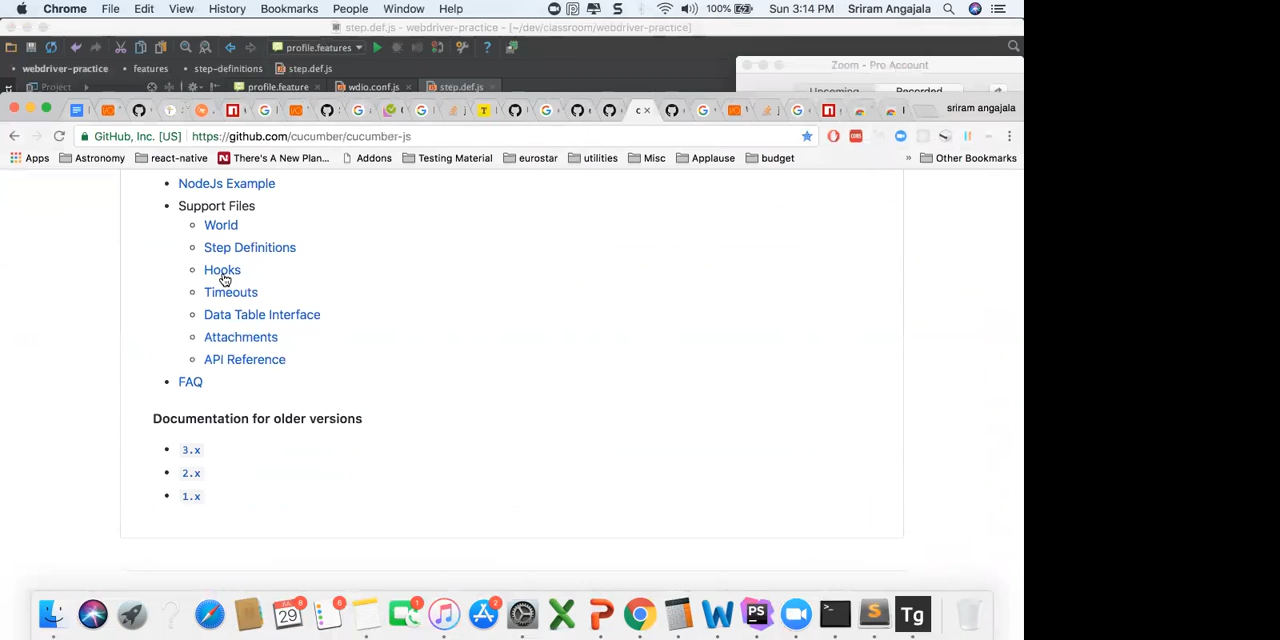 Chrome File Edit View History Bookmarks People Window Help 100% Sun 3:14 PM Sriram Angajala
step.def.js - webdriver-practice - [~/dev/classroom/webdriver-practice]
profile.features
webdriver-practice features step-definitions step.def.js
Zoom - Pro Account
Project profile.feature wdio.conf.js step.def.js
Upcoming Recorded
sriram angajala
GitHub, Inc. [US] https://github.com/cucumber/cucumber-js
Apps Astronomy react-native There's A New Plan... Addons Testing Material eurostar utilities Misc Applause budget » Other Bookmarks
NodeJs Example
Support Files
World
Step Definitions
Hooks
Timeouts
Data Table Interface
Attachments
API Reference
FAQ
Documentation for older versions
3.x
2.x
1.x